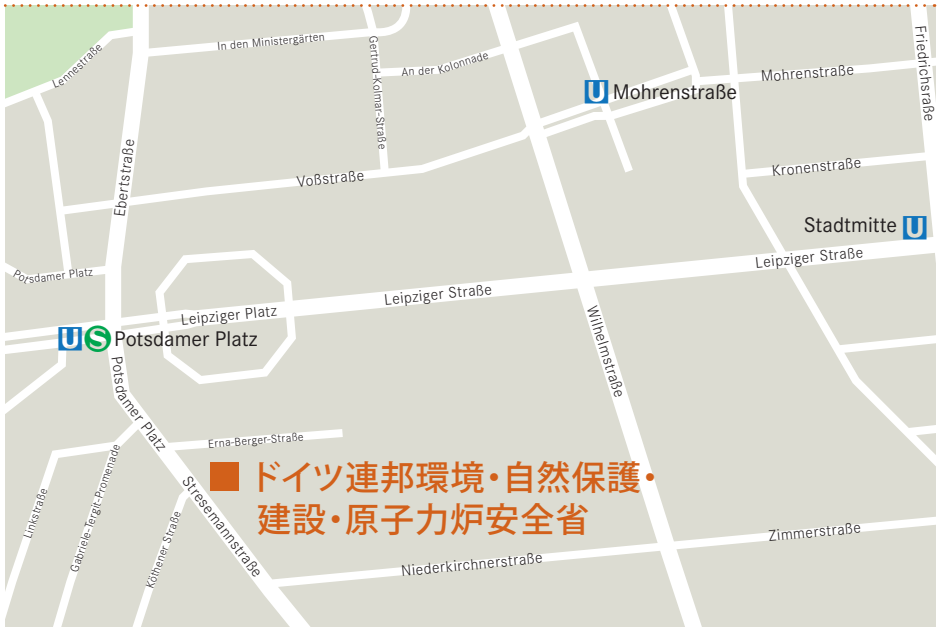 In den Ministergärten
Lennéstraße
Gertrud-Kolmar-Straße
An der Kolonnade
Friedrichsraße
Mohrenstraße
U Mohrenstraße
Ebertstraße
Voßstraße
Kronenstraße
Stadtmitte U
Leipziger Straße
Potsdamer Platz
Leipziger Straße
Leipziger Platz
U S Potsdamer Platz
Wilhelmstraße
Potsdamer Platz
Erna-Berger-Straße
ドイツ連邦環境・自然保護・
建設・原子力炉安全省
Stresemannstraße
Linkstraße
Gabriele-Tergit-Promenade
Köthener Straße
Zimmerstraße
Niederkirchnerstraße